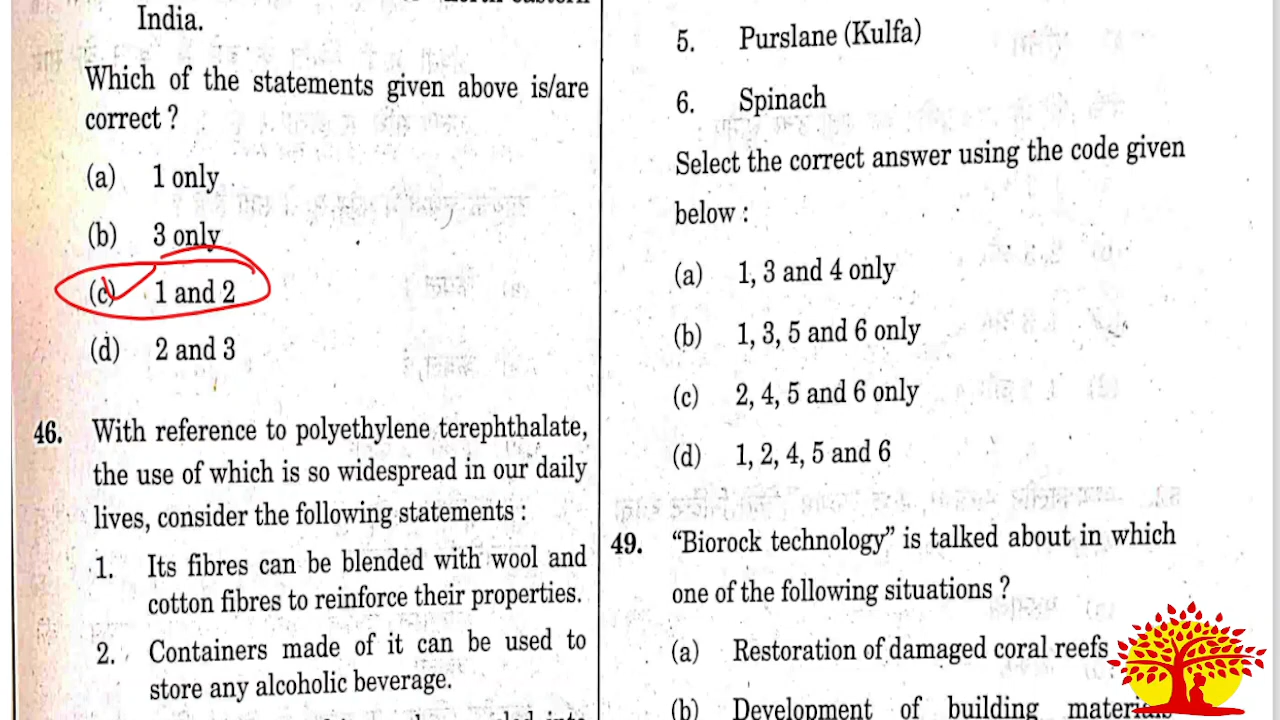 India.
Which of the statements given above is/are
correct ?
(a) 1 only
(b) 3 only
(c) 1 and 2
(d) 2 and 3
46. With reference to polyethylene terephthalate,
the use of which is so widespread in our daily
lives, consider the following statements :
1. Its fibres can be blended with wool and
cotton fibres to reinforce their properties.
2. Containers made of it can be used to
store any alcoholic beverage.
5. Purslane (Kulfa)
6. Spinach
Select the correct answer using the code given
below :
(a) 1, 3 and 4 only
(b) 1, 3, 5 and 6 only
(c) 2, 4, 5 and 6 only
(d) 1, 2, 4, 5 and 6
49. “Biorock technology” is talked about in which
one of the following situations ?
(a) Restoration of damaged coral reefs
(b) Development of building